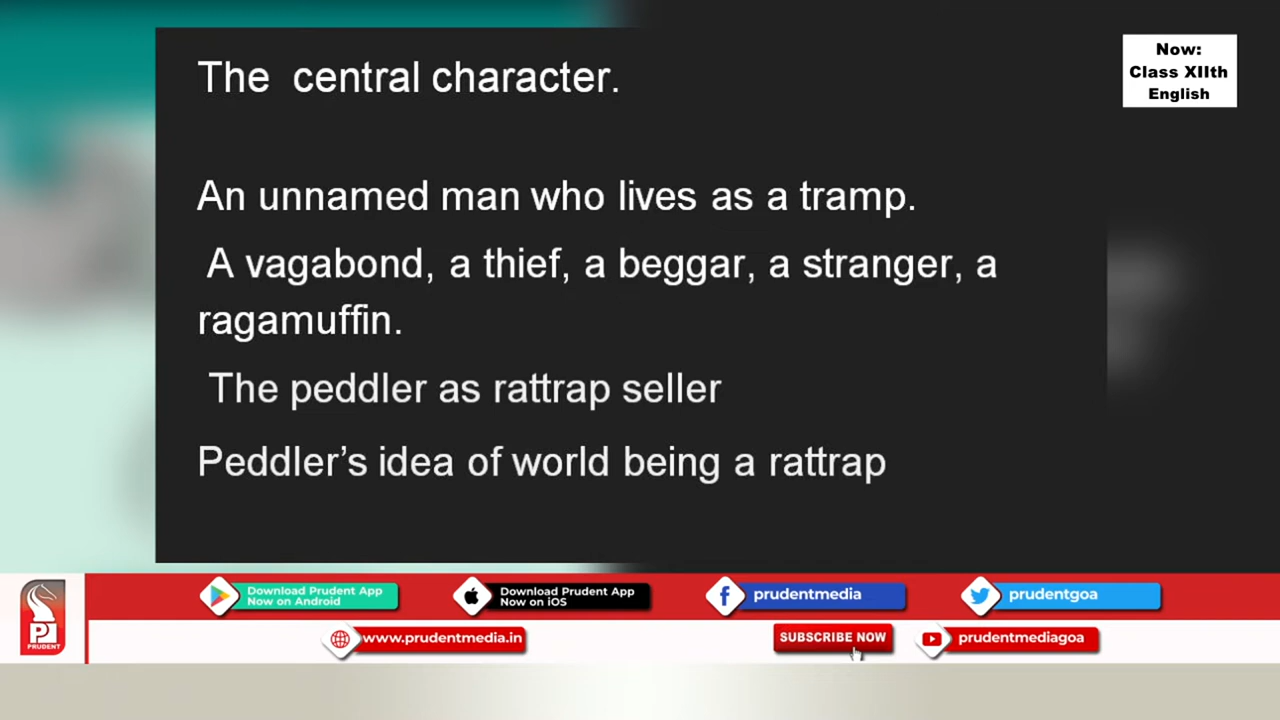 The central character.
Now:
Class XIIth
English
An unnamed man who lives as a tramp.
A vagabond, a thief, a beggar, a stranger, a
ragamuffin.
The peddler as rattrap seller
Peddler's idea of world being a rattrap
Download Prudent App
Now on Android
Download Prudent App
Now on iOS
prudentmedia
prudentgoa
PRUDENT
www.prudentmedia.in
SUBSCRIBE NOW
prudentmediagoa